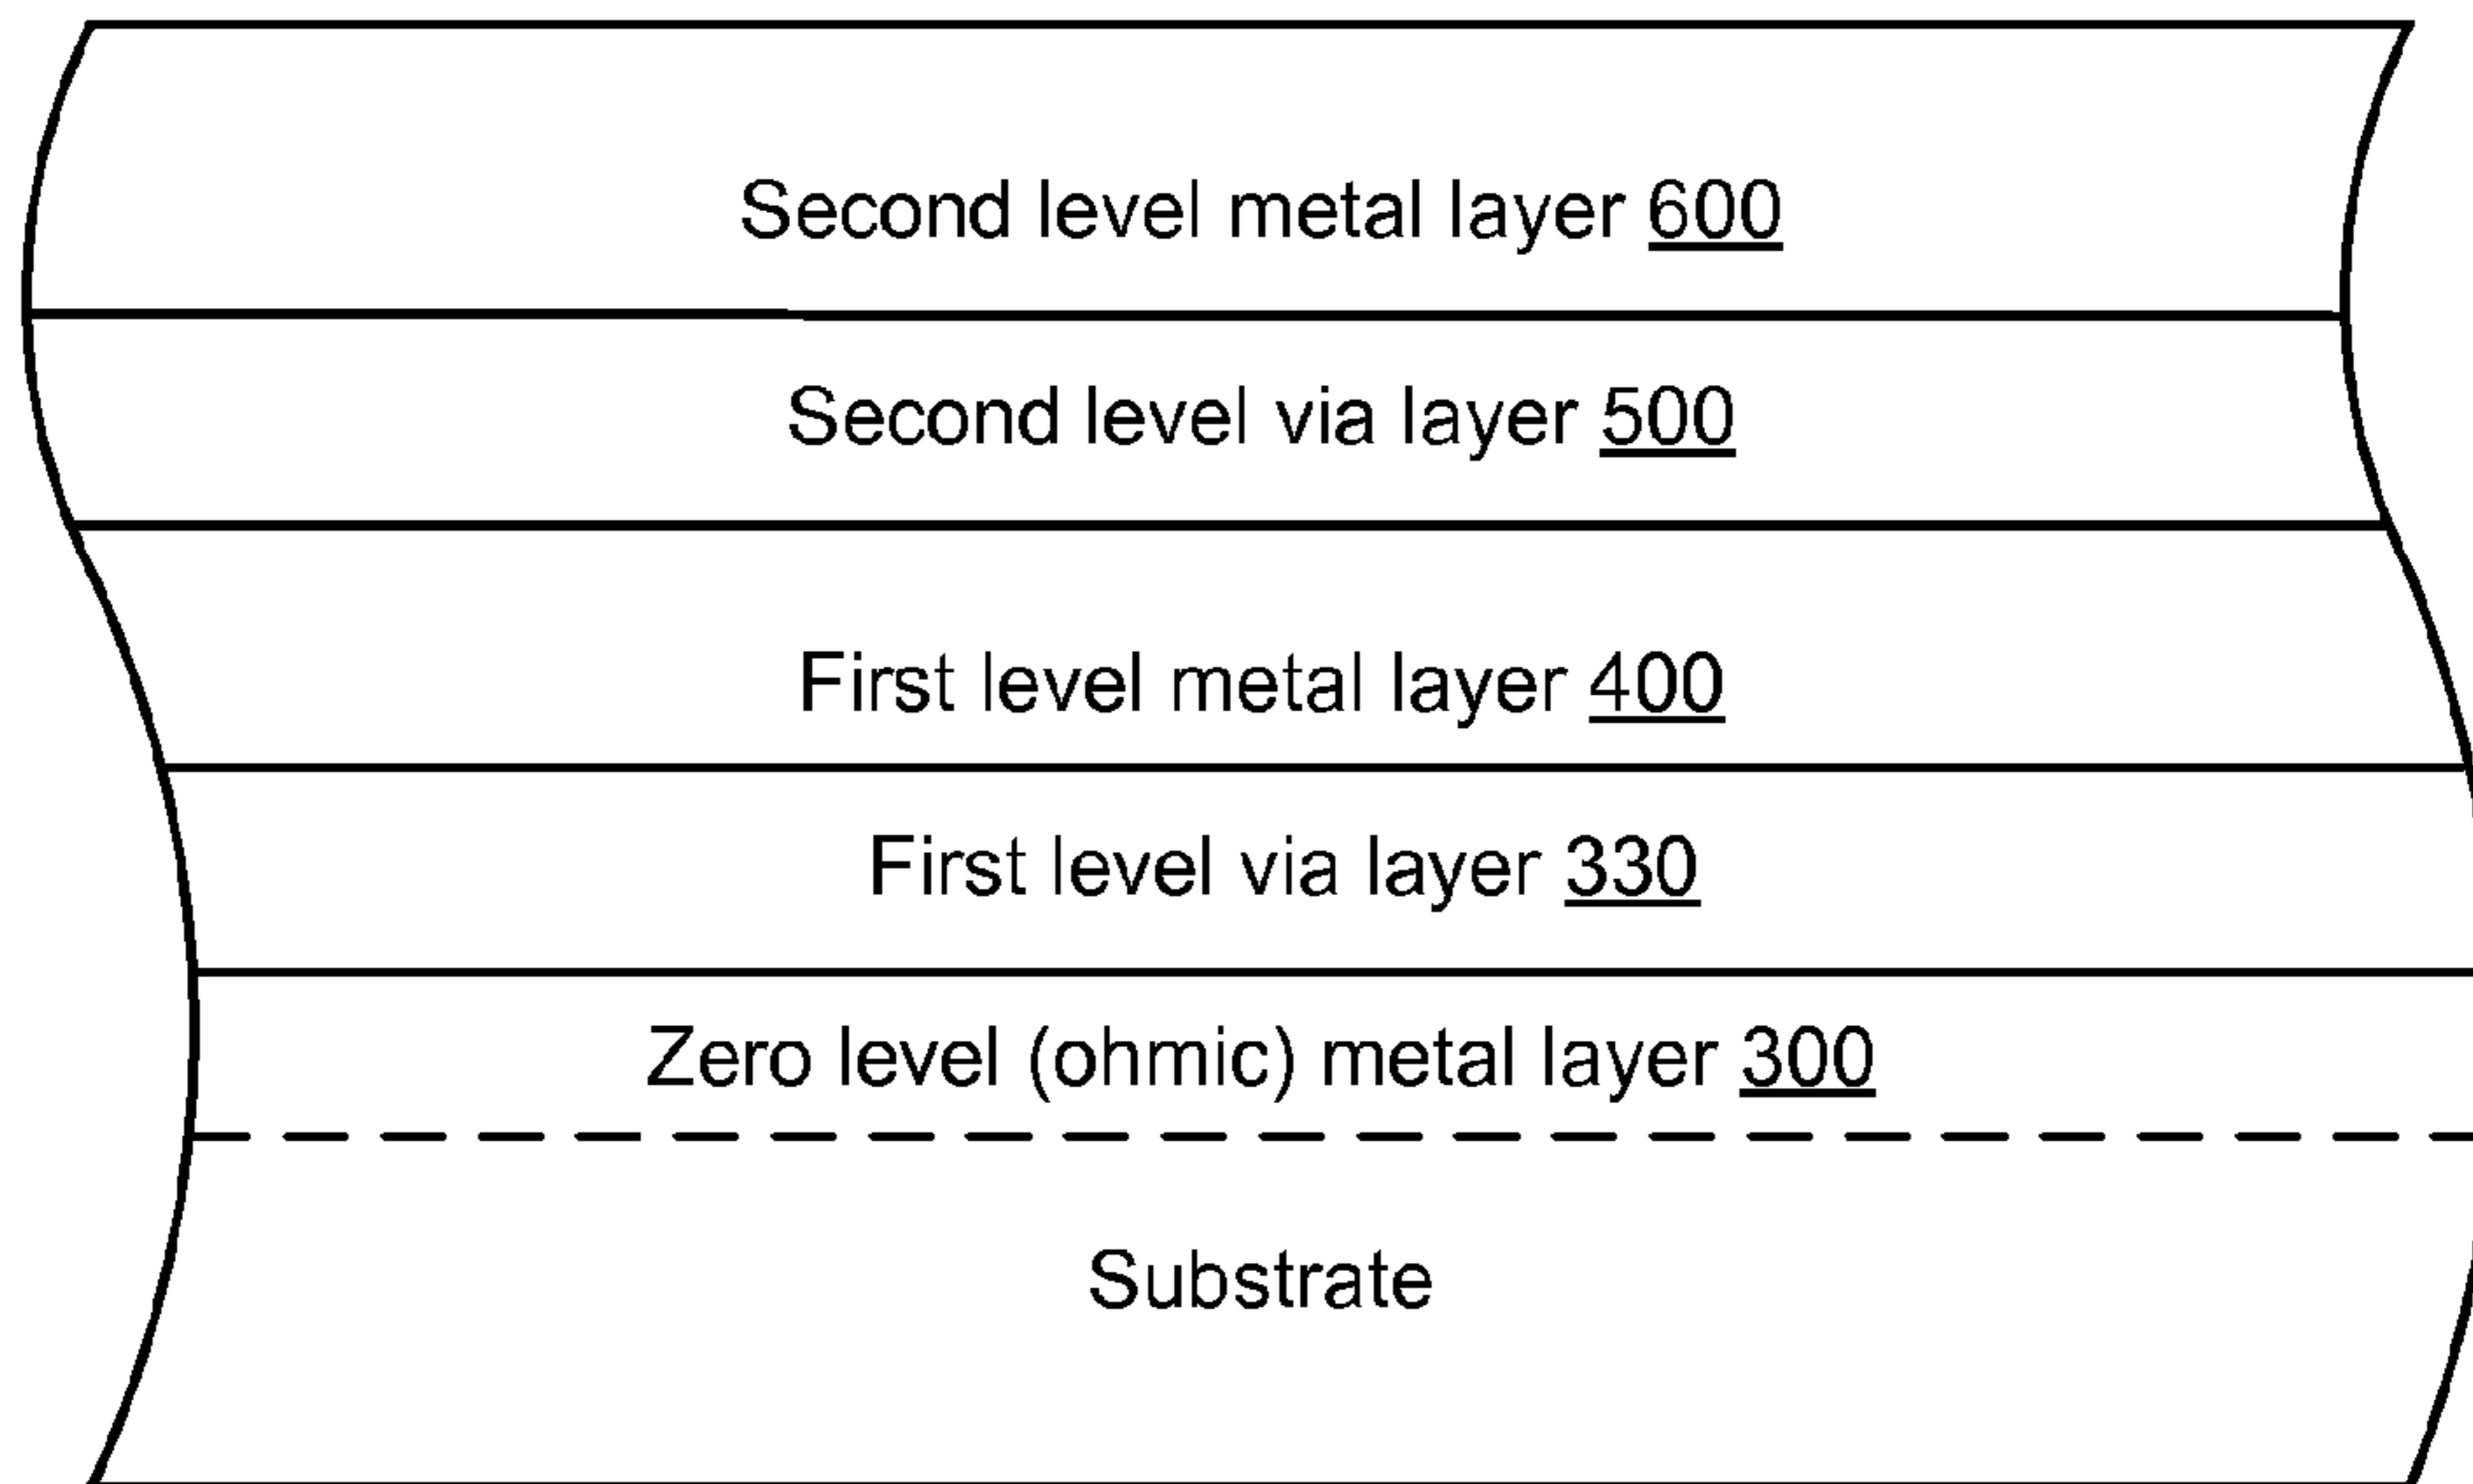 Second level metal layer 600
Second level via layer 500
First level metal layer 400
First level via layer 330
Zero level (ohmic) metal layer 300
Substrate